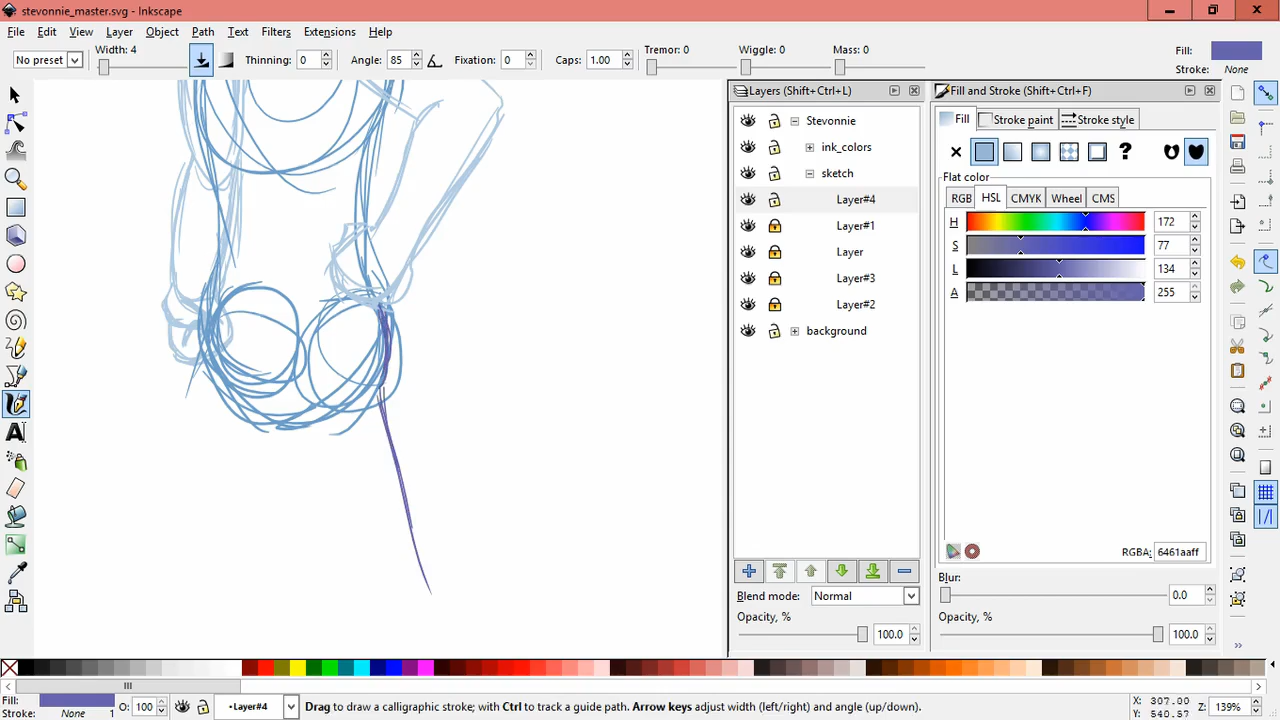 stevonnie_master.svg - Inkscape
File Edit View Layer Object Path Text Filters Extensions Help
No preset Width: 4 Thinning: 0 Angle: 85 Fixation: 0 Caps: 1.00 Tremor: 0 Wiggle: 0 Mass: 0 Fill:
Stroke: None
Layers (Shift+Ctrl+L)
Stevonnie
ink_colors
sketch
Layer#4
Layer#1
Layer
Layer#3
Layer#2
background
Blend mode: Normal
Opacity, %
100.0
Fill and Stroke (Shift+Ctrl+F)
Fill Stroke paint Stroke style
?
Flat color
RGB HSL CMYK Wheel CMS
H 172
S 77
L 134
A 255
RGBA: 6461aaff
Blur:
0.0
Opacity, %
100.0
Fill: O: 100 •Layer#4 Drag to draw a calligraphic stroke; with Ctrl to track a guide path. Arrow keys adjust width (left/right) and angle (up/down). X: 307.00 Z: 139%
Stroke: None 1 Y: 540.37